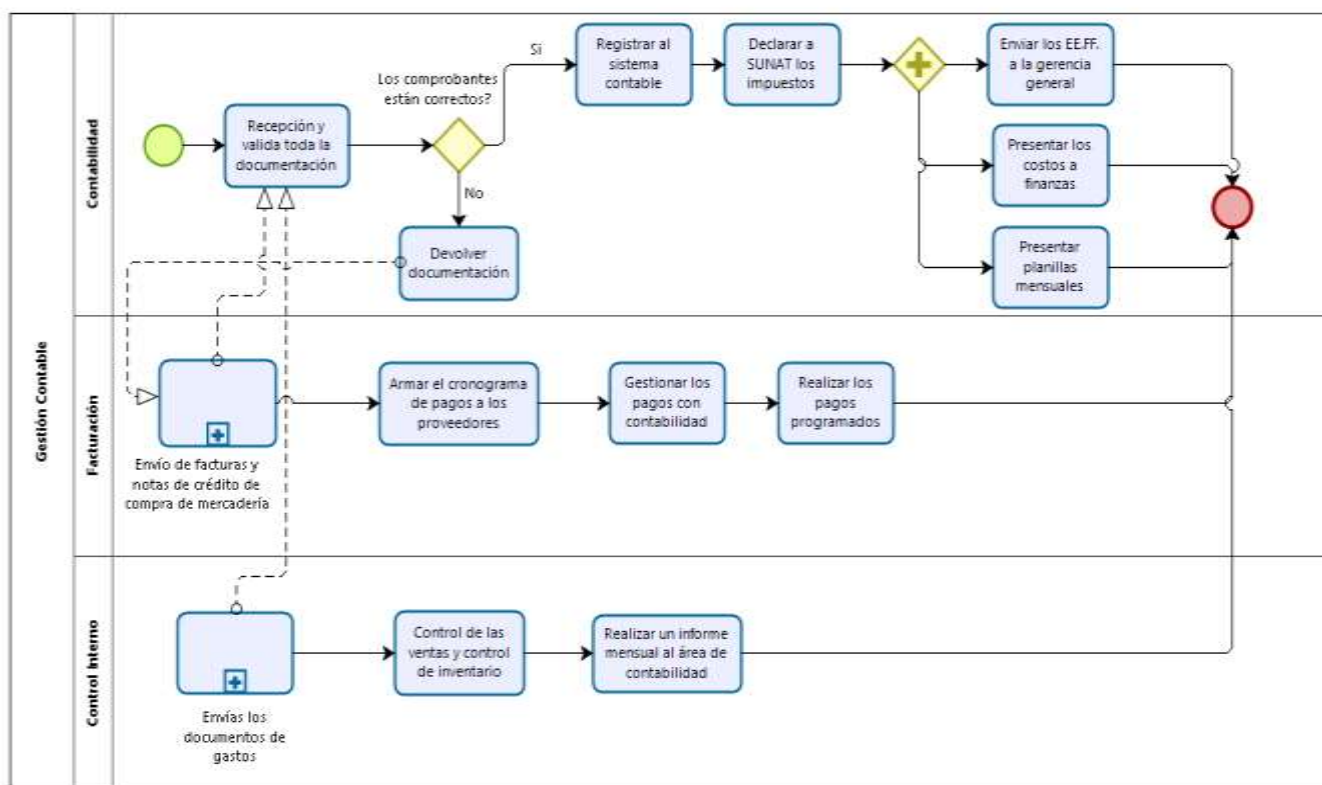 Gestión Contable
Contabilidad
Recepción y
valida toda la
documentación
Los comprobantes
están correctos?
Si
No
Devolver
documentación
Registrar al
sistema
contable
Declarar a
SUNAT los
impuestos
Enviar los EE.FF.
a la gerencia
general
Presentar los
costos a
finanzas
Presentar
planillas
mensuales
Facturación
Envío de facturas y
notas de crédito de
compra de mercadería
Armar el cronograma
de pagos a los
proveedores
Gestionar los
pagos con
contabilidad
Realizar los
pagos
programados
Control Interno
Envías los
documentos de
gastos
Control de las
ventas y control
de inventario
Realizar un informe
mensual al área de
contabilidad